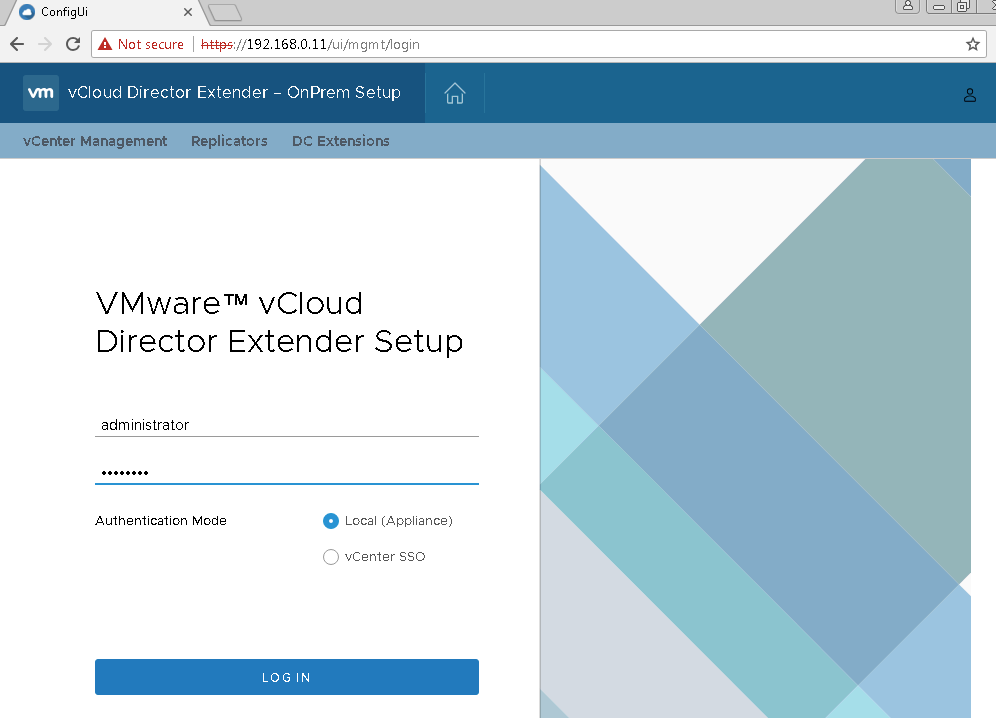 ConfigUi
Not secure https://192.168.0.11/ui/mgmt/login
vm vCloud Director Extender – OnPrem Setup
vCenter Management Replicators DC Extensions
VMware™ vCloud
Director Extender Setup
administrator
••••••••
Authentication Mode Local (Appliance)
vCenter SSO
LOG IN